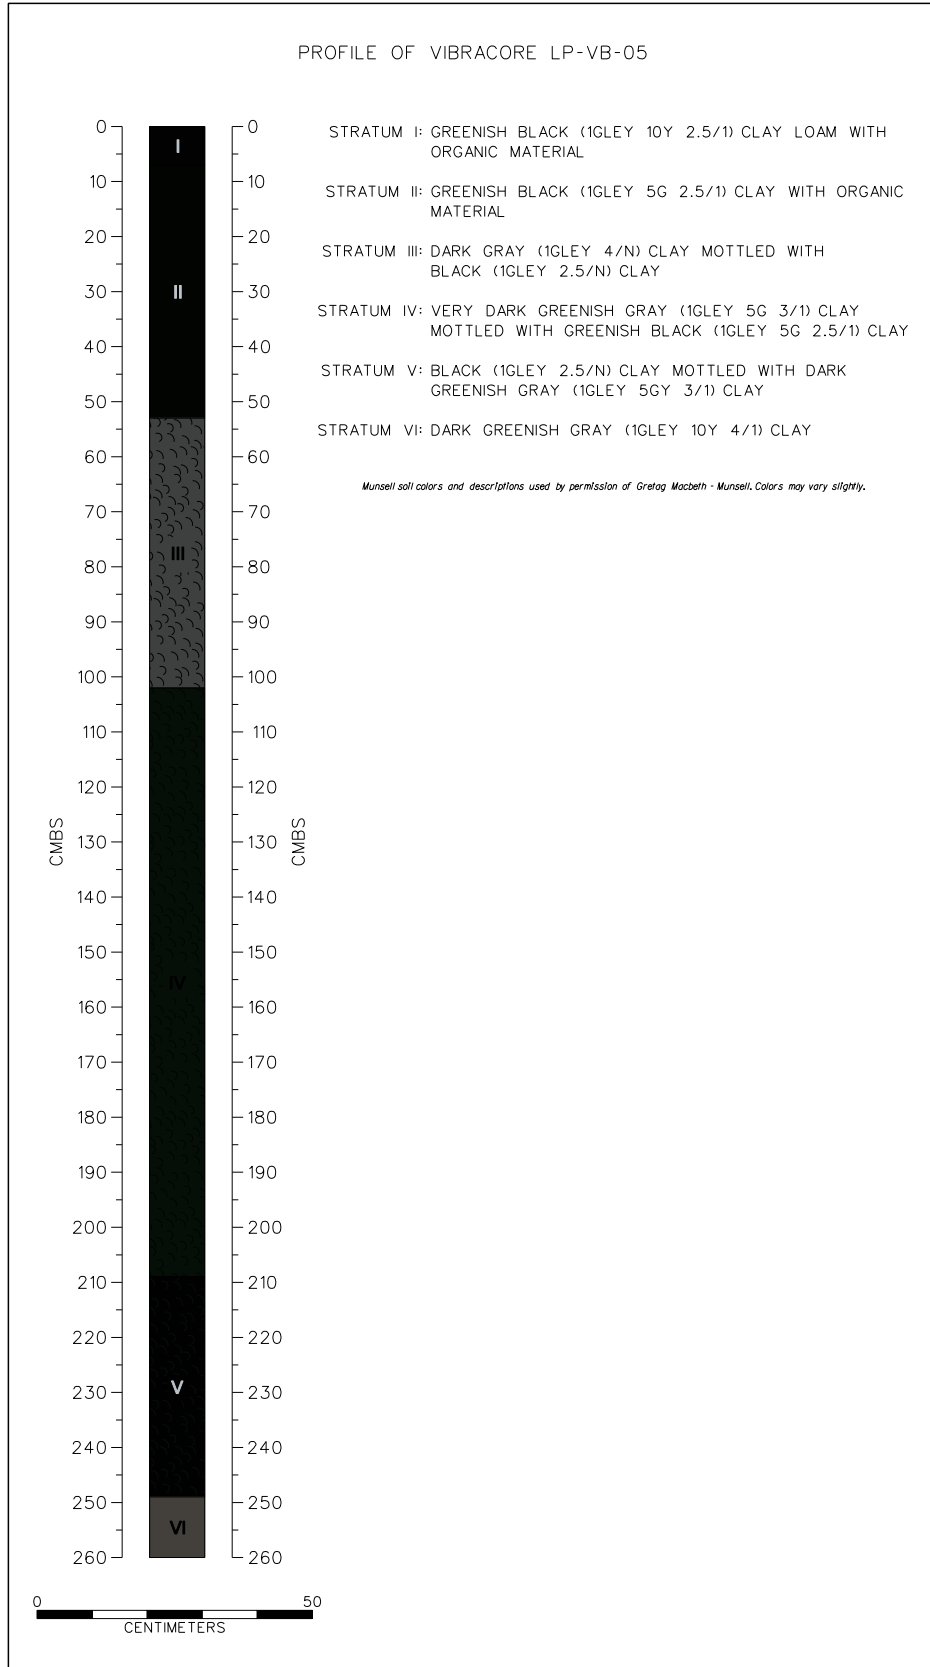 PROFILE OF VIBRACORE LP-VB-05
STRATUM I: GREENISH BLACK (1GLEY 10Y 2.5/1) CLAY LOAM WITH
ORGANIC MATERIAL
STRATUM II: GREENISH BLACK (1GLEY 5G 2.5/1) CLAY WITH ORGANIC
MATERIAL
STRATUM III: DARK GRAY (1GLEY 4/N) CLAY MOTTLED WITH
BLACK (1GLEY 2.5/N) CLAY
STRATUM IV: VERY DARK GREENISH GRAY (1GLEY 5G 3/1) CLAY
MOTTLED WITH GREENISH BLACK (1GLEY 5G 2.5/1) CLAY
STRATUM V: BLACK (1GLEY 2.5/N) CLAY MOTTLED WITH DARK
GREENISH GRAY (1GLEY 5GY 3/1) CLAY
STRATUM VI: DARK GREENISH GRAY (1GLEY 10Y 4/1) CLAY
Munsell soil colors and descriptions used by permission of Gretag Macbeth - Munsell. Colors may vary slightly.
0 0
I
10 10
20 20
II
30 30
40 40
50 50
60 60
70 70
III
80 80
90 90
100 100
110 110
120 120
130 130
CMBS CMBS
140 140
150 150
IV
160 160
170 170
180 180
190 190
200 200
210 210
220 220
V
230 230
240 240
250 250
VI
260 260
0 50
CENTIMETERS